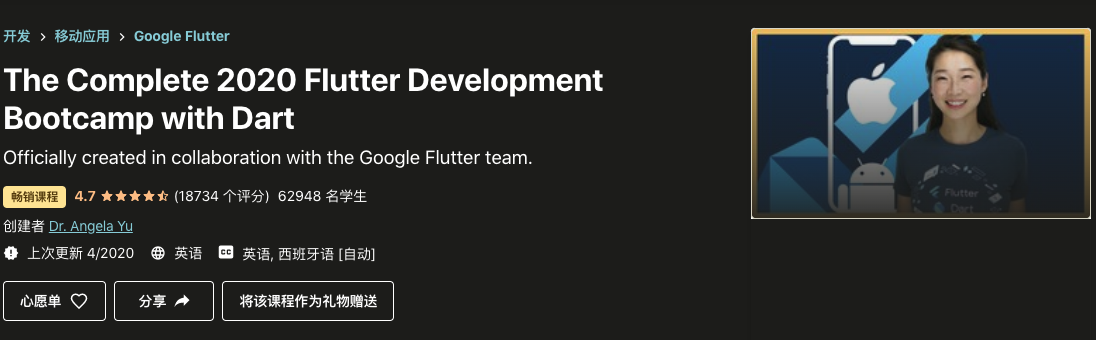 开发 > 移动应用 > Google Flutter
The Complete 2020 Flutter Development
Bootcamp with Dart
Officially created in collaboration with the Google Flutter team.
畅销课程 4.7 (18734 个评分) 62948 名学生
创建者 Dr. Angela Yu
上次更新 4/2020 英语 CC 英语, 西班牙语 [自动]
心愿单 分享 将该课程作为礼物赠送
Flutter
Dart